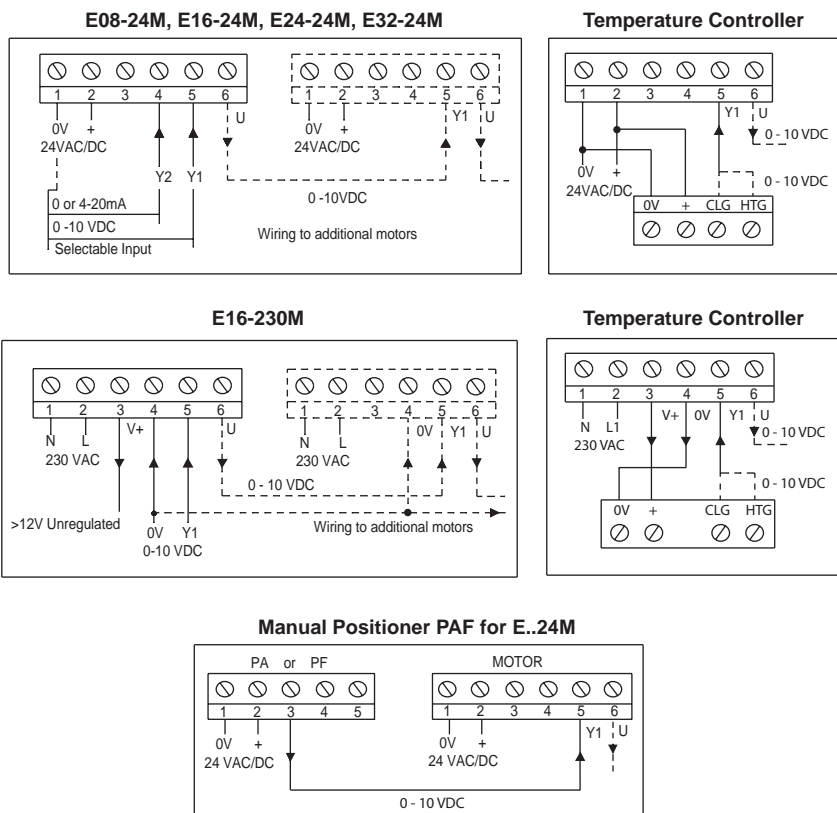 E08-24M, E16-24M, E24-24M, E32-24M
1 2 3 4 5 6
0V +
24VAC/DC
Y2 Y1
U
0 or 4-20mA
0 -10 VDC
Selectable Input
1 2 3 4 5 6
0V +
24VAC/DC
Y1 U
0 -10VDC
Wiring to additional motors
Temperature Controller
1 2 3 4 5 6
Y1 U
0 - 10 VDC
0V +
24VAC/DC
0 - 10 VDC
0V + CLG HTG
E16-230M
1 2 3 4 5 6
N L V+ U
230 VAC
>12V Unregulated
0V Y1
0-10 VDC
1 2 3 4 5 6
N L 0V Y1 U
230 VAC
0 - 10 VDC
Wiring to additional motors
Temperature Controller
1 2 3 4 5 6
N L1 V+ 0V Y1 U
230 VAC
0 - 10 VDC
0 - 10 VDC
0V + CLG HTG
Manual Positioner PAF for E..24M
PA or PF
1 2 3 4 5
0V +
24 VAC/DC
MOTOR
1 2 3 4 5 6
0V +
24 VAC/DC
Y1 U
0 - 10 VDC